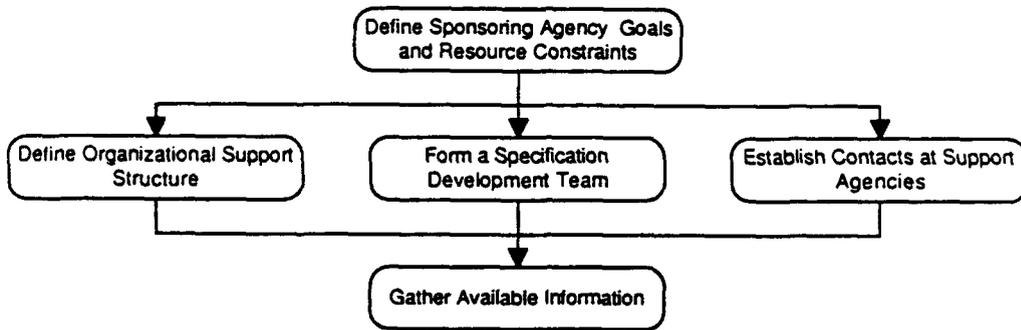 Define Sponsoring Agency Goals
and Resource Constraints
Define Organizational Support
Structure
Form a Specification
Development Team
Establish Contacts at Support
Agencies
Gather Available Information